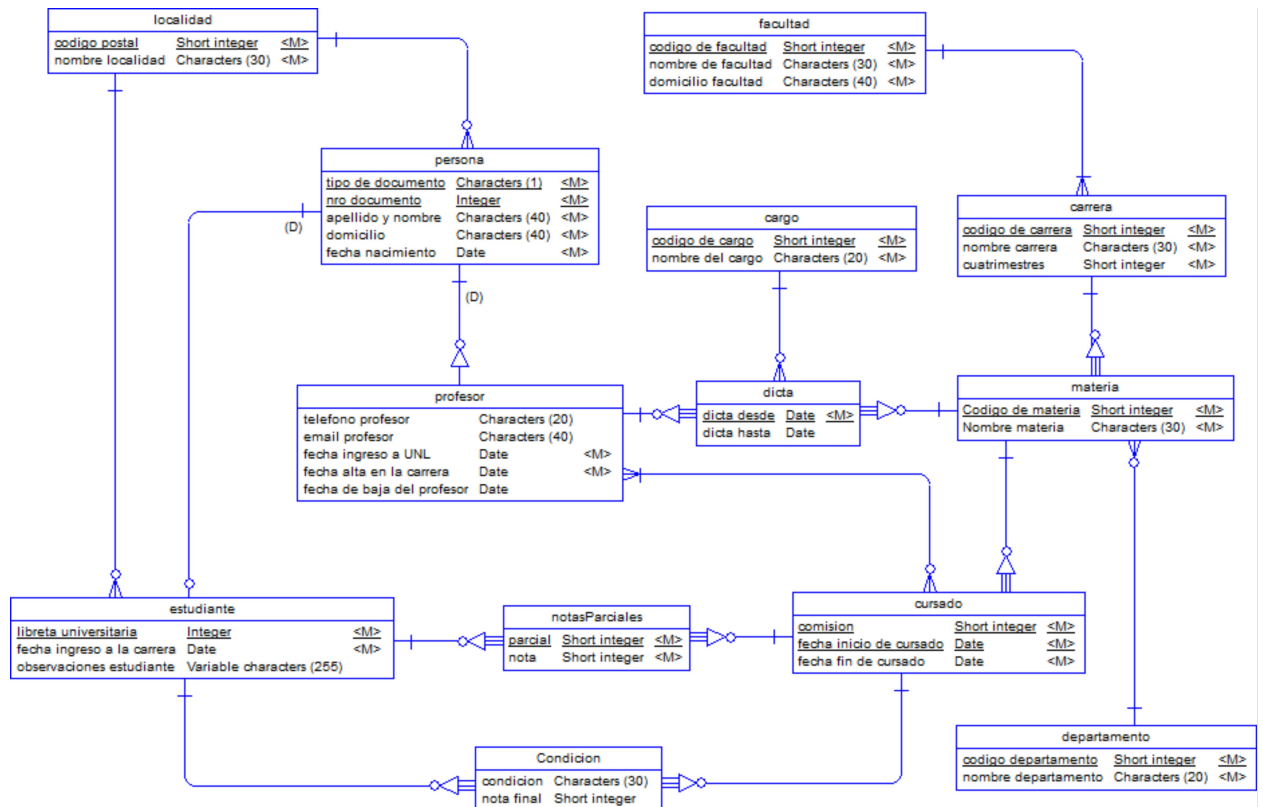 localidad
codigo postal Short integer <M>
nombre localidad Characters (30) <M>
facultad
codigo de facultad Short integer <M>
nombre de facultad Characters (30) <M>
domicilio facultad Characters (40) <M>
persona
tipo de documento Characters (1) <M>
nro documento Integer <M>
apellido y nombre Characters (40) <M>
domicilio Characters (40) <M>
fecha nacimiento Date <M>
(D)
(D)
cargo
codigo de cargo Short integer <M>
nombre del cargo Characters (20) <M>
carrera
codigo de carrera Short integer <M>
nombre carrera Characters (30) <M>
cuatrimestres Short integer <M>
profesor
telefono profesor Characters (20)
email profesor Characters (40)
fecha ingreso a UNL Date <M>
fecha alta en la carrera Date <M>
fecha de baja del profesor Date
dicta
dicta desde Date <M>
dicta hasta Date
materia
Codigo de materia Short integer <M>
Nombre materia Characters (30) <M>
estudiante
libreta universitaria Integer <M>
fecha ingreso a la carrera Date <M>
observaciones estudiante Variable characters (255)
notasParciales
parcial Short integer <M>
nota Short integer <M>
cursado
comision Short integer <M>
fecha inicio de cursado Date <M>
fecha fin de cursado Date <M>
departamento
codigo departamento Short integer <M>
nombre departamento Characters (20) <M>
Condicion
condicion Characters (30)
nota final Short integer